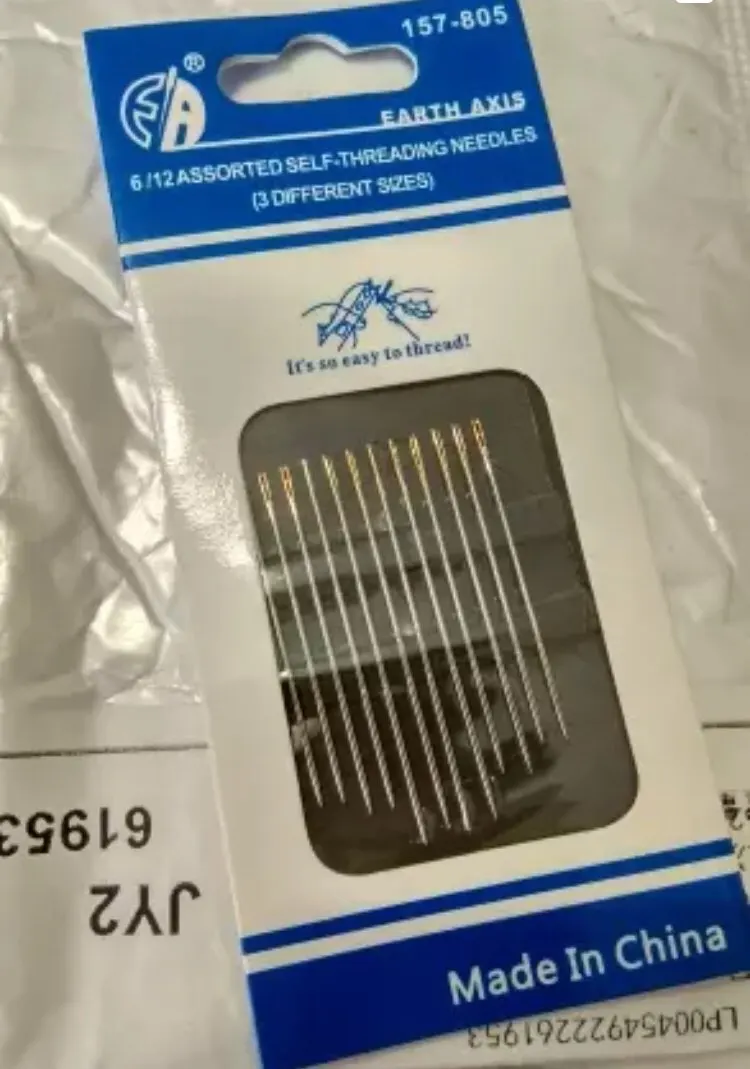 157-805
®
EARTH AXIS
6/12 ASSORTED SELF-THREADING NEEDLES
(3 DIFFERENT SIZES)
It's so easy to thread!
Made In China
61953
JY2
LP00454922261953